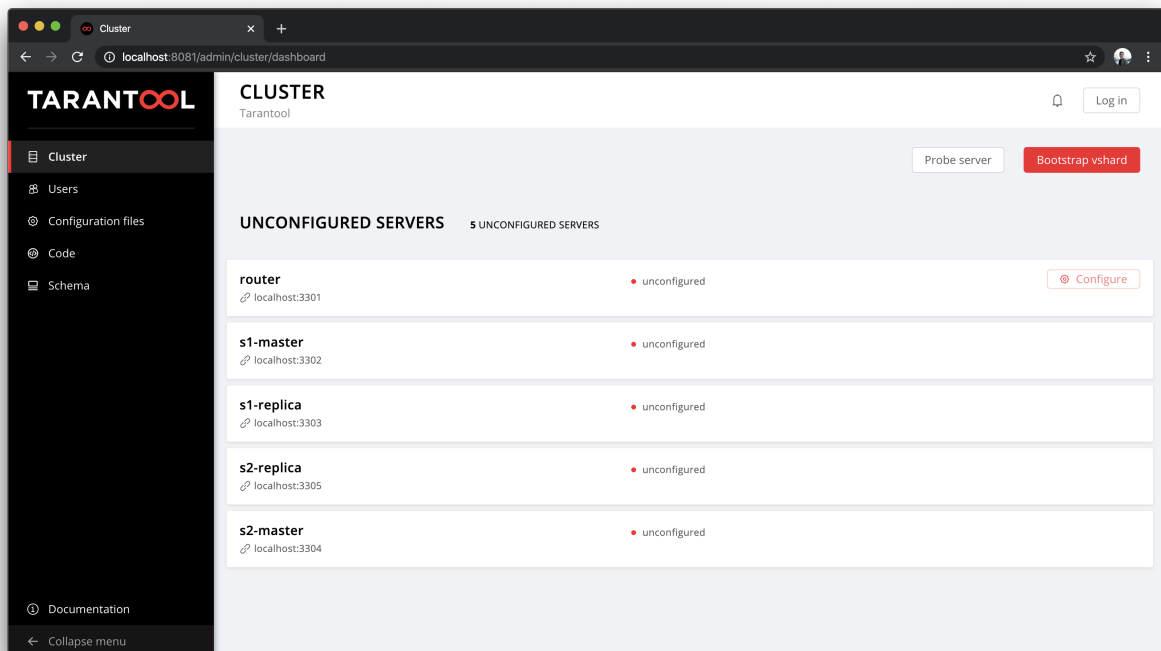 Cluster
localhost:8081/admin/cluster/dashboard
TARANTOOL
CLUSTER
Tarantool
Log in
Cluster
Users
Configuration files
Code
Schema
Documentation
Collapse menu
Probe server
Bootstrap vshard
UNCONFIGURED SERVERS 5 UNCONFIGURED SERVERS
router
localhost:3301
unconfigured
Configure
s1-master
localhost:3302
unconfigured
s1-replica
localhost:3303
unconfigured
s2-replica
localhost:3305
unconfigured
s2-master
localhost:3304
unconfigured